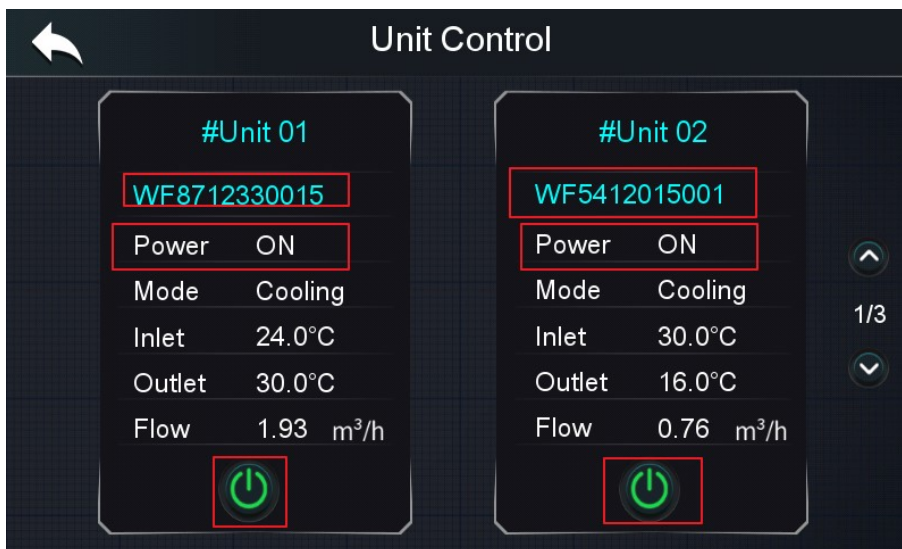 Unit Control
#Unit 01
WF8712330015
Power ON
Mode Cooling
Inlet 24.0°C
Outlet 30.0°C
Flow 1.93 m³/h
#Unit 02
WF5412015001
Power ON
Mode Cooling
Inlet 30.0°C
Outlet 16.0°C
Flow 0.76 m³/h
1/3